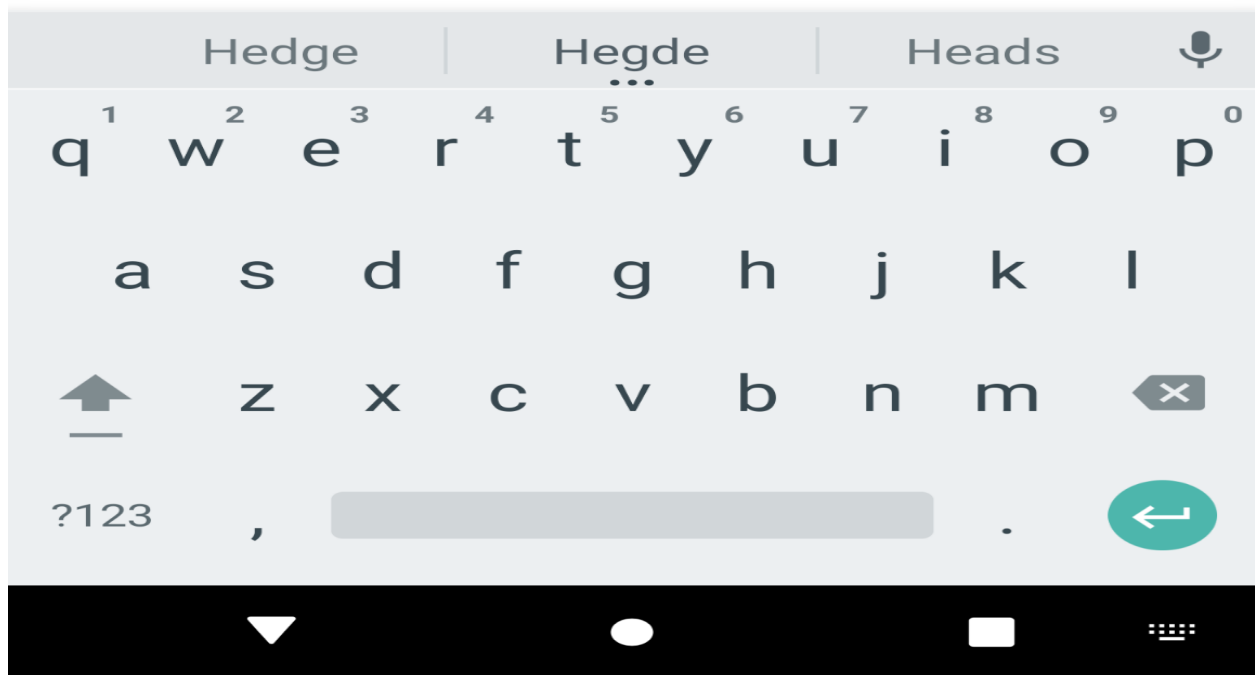 Hedge Hegde Heads
1 2 3 4 5 6 7 8 9 0
q w e r t y u i o p
a s d f g h j k l
z x c v b n m
?123 , .